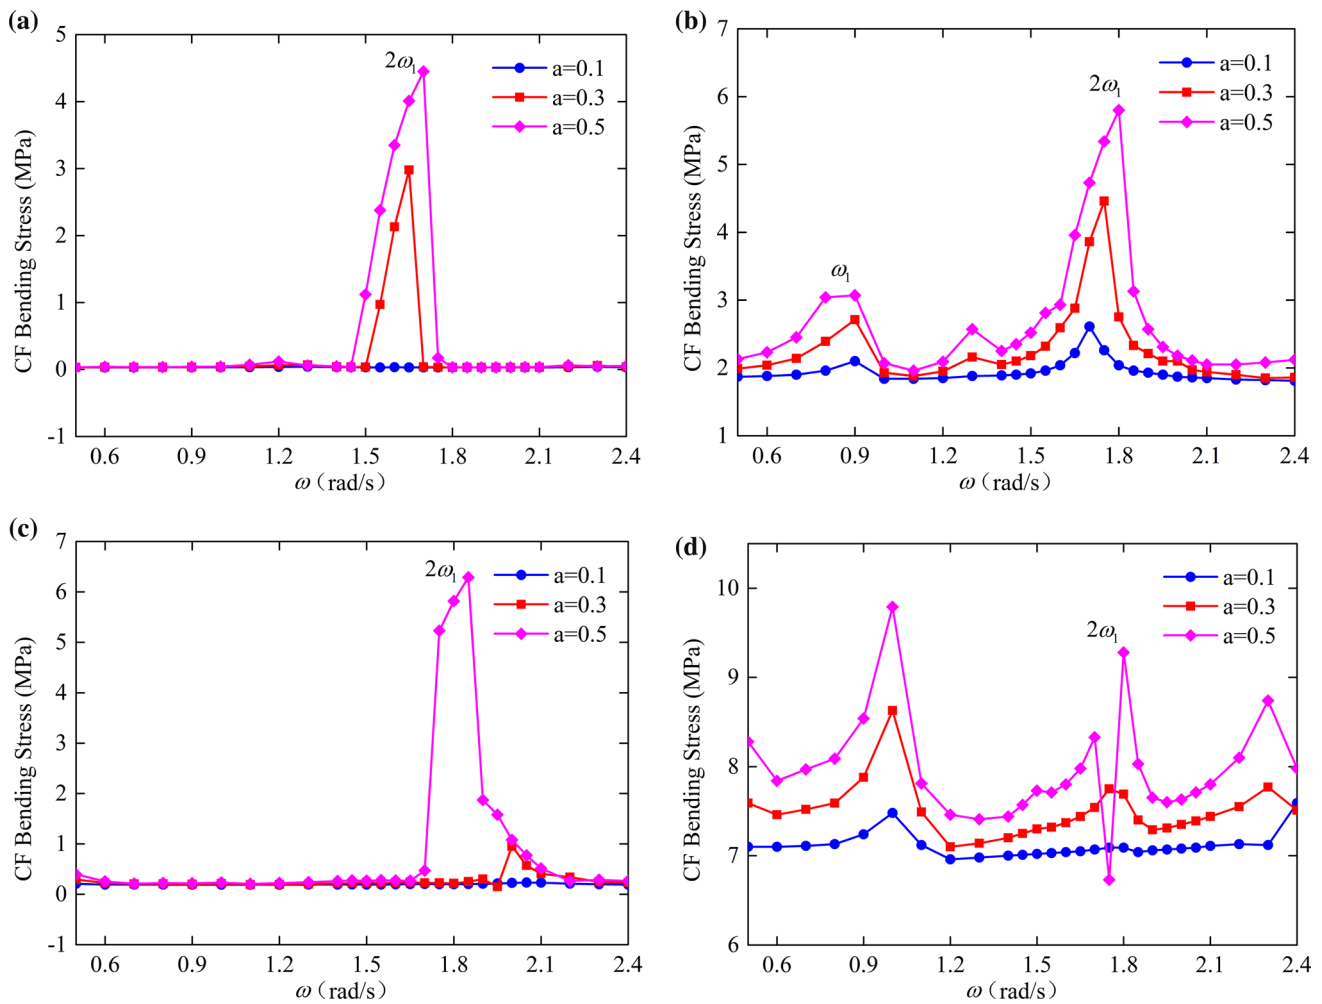 (a)
5
4
3
2
1
0
-1
CF Bending Stress (MPa)
2ω₁
a=0.1
a=0.3
a=0.5
0.6 0.9 1.2 1.5 1.8 2.1 2.4
ω（rad/s）
(b)
7
6
5
4
3
2
1
CF Bending Stress (MPa)
ω₁
2ω₁
a=0.1
a=0.3
a=0.5
0.6 0.9 1.2 1.5 1.8 2.1 2.4
ω（rad/s）
(c)
7
6
5
4
3
2
1
0
-1
CF Bending Stress (MPa)
2ω₁
a=0.1
a=0.3
a=0.5
0.6 0.9 1.2 1.5 1.8 2.1 2.4
ω（rad/s）
(d)
10
9
8
7
6
CF Bending Stress (MPa)
2ω₁
a=0.1
a=0.3
a=0.5
0.6 0.9 1.2 1.5 1.8 2.1 2.4
ω（rad/s）